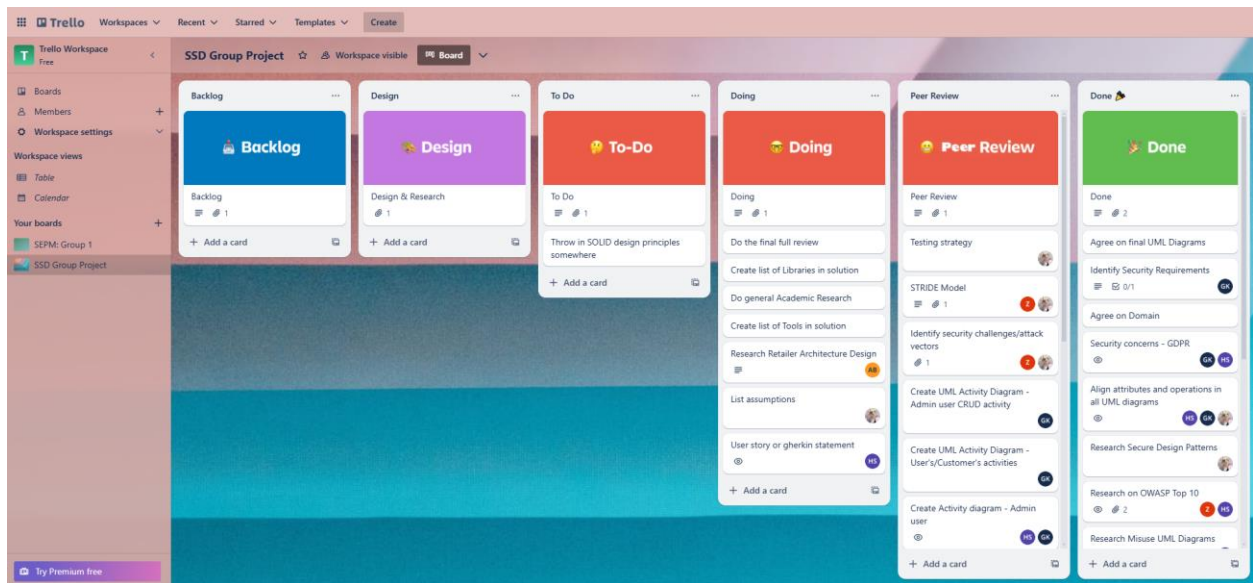 Trello
Workspaces
Recent
Starred
Templates
Create
T
Trello Workspace
Free
Boards
Members
Workspace settings
Workspace views
Table
Calendar
Your boards
SEPM: Group 1
SSD Group Project
Try Premium free
SSD Group Project
Workspace visible
Board
Backlog
Backlog
Backlog
1
+ Add a card
Design
Design
Design & Research
1
+ Add a card
To Do
To-Do
To Do
1
Throw in SOLID design principles
somewhere
+ Add a card
Doing
Doing
Doing
1
Do the final full review
Create list of Libraries in solution
Do general Academic Research
Create list of Tools in solution
Research Retailer Architecture Design
AB
List assumptions
User story or gherkin statement
HS
+ Add a card
Peer Review
Peer Review
Peer Review
1
Testing strategy
STRIDE Model
1
Z
Identify security challenges/attack
vectors
1
Z
Create UML Activity Diagram -
Admin user CRUD activity
GK
Create UML Activity Diagram -
User's/Customer's activities
GK
Create Activity diagram - Admin
user
HS GK
+ Add a card
Done
Done
Done
2
Agree on final UML Diagrams
Identify Security Requirements
0/1
GK
Agree on Domain
Security concerns - GDPR
GK HS
Align attributes and operations in
all UML diagrams
HS GK
Research Secure Design Patterns
Research on OWASP Top 10
2
Z HS
Research Misuse UML Diagrams
+ Add a card